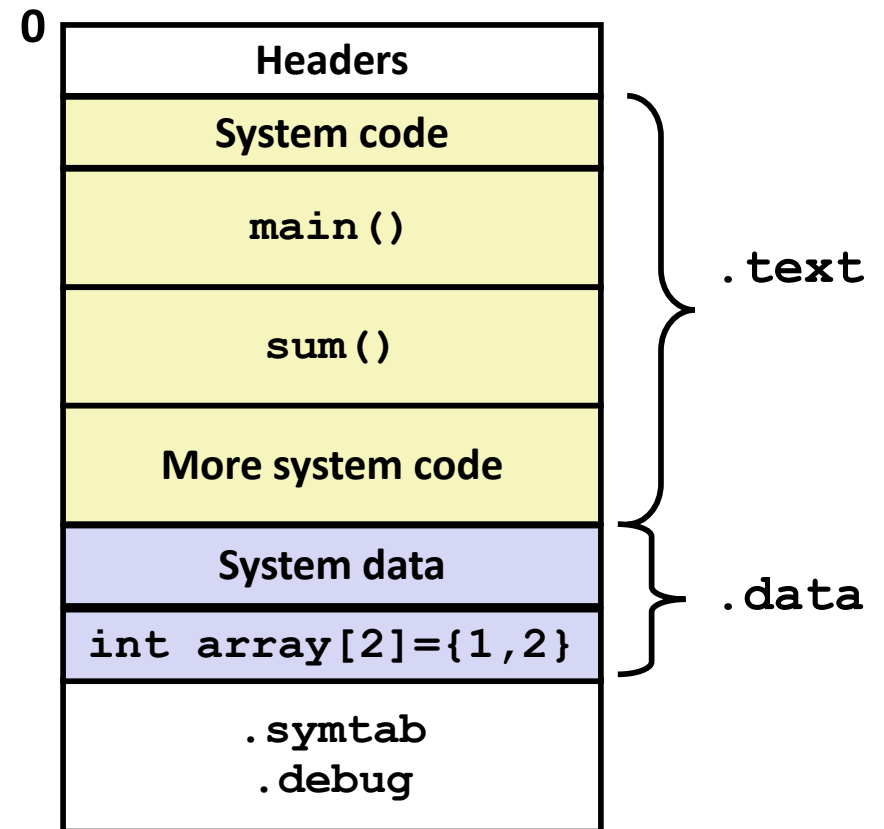 0
Headers
System code
main()
sum()
More system code
.text
System data
int array[2]={1,2}
.data
.symtab
.debug